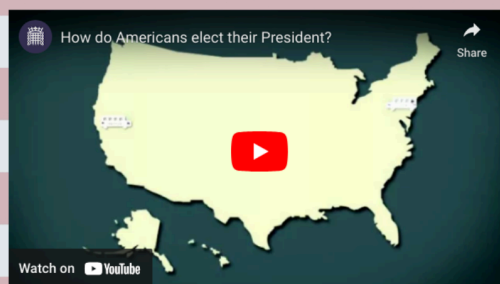 How do Americans elect their President?
Share
Watch on YouTube